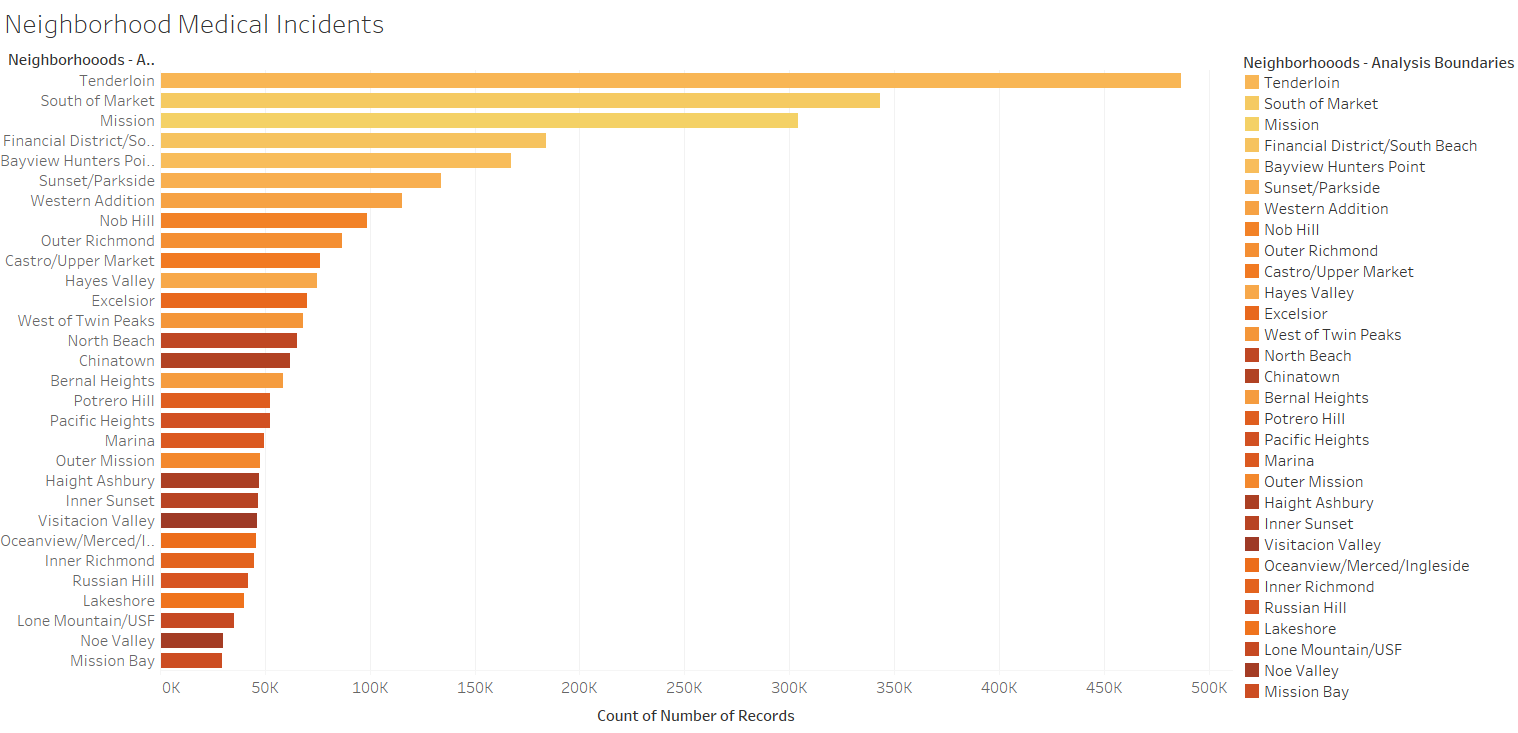 Neighborhood Medical Incidents
Neighborhooods - A..
Tenderloin
South of Market
Mission
Financial District/So..
Bayview Hunters Poi..
Sunset/Parkside
Western Addition
Nob Hill
Outer Richmond
Castro/Upper Market
Hayes Valley
Excelsior
West of Twin Peaks
North Beach
Chinatown
Bernal Heights
Potrero Hill
Pacific Heights
Marina
Outer Mission
Haight Ashbury
Inner Sunset
Visitacion Valley
Oceanview/Merced/I..
Inner Richmond
Russian Hill
Lakeshore
Lone Mountain/USF
Noe Valley
Mission Bay
0K 50K 100K 150K 200K 250K 300K 350K 400K 450K 500K
Count of Number of Records
Neighborhooods - Analysis Boundaries
Tenderloin
South of Market
Mission
Financial District/South Beach
Bayview Hunters Point
Sunset/Parkside
Western Addition
Nob Hill
Outer Richmond
Castro/Upper Market
Hayes Valley
Excelsior
West of Twin Peaks
North Beach
Chinatown
Bernal Heights
Potrero Hill
Pacific Heights
Marina
Outer Mission
Haight Ashbury
Inner Sunset
Visitacion Valley
Oceanview/Merced/Ingleside
Inner Richmond
Russian Hill
Lakeshore
Lone Mountain/USF
Noe Valley
Mission Bay